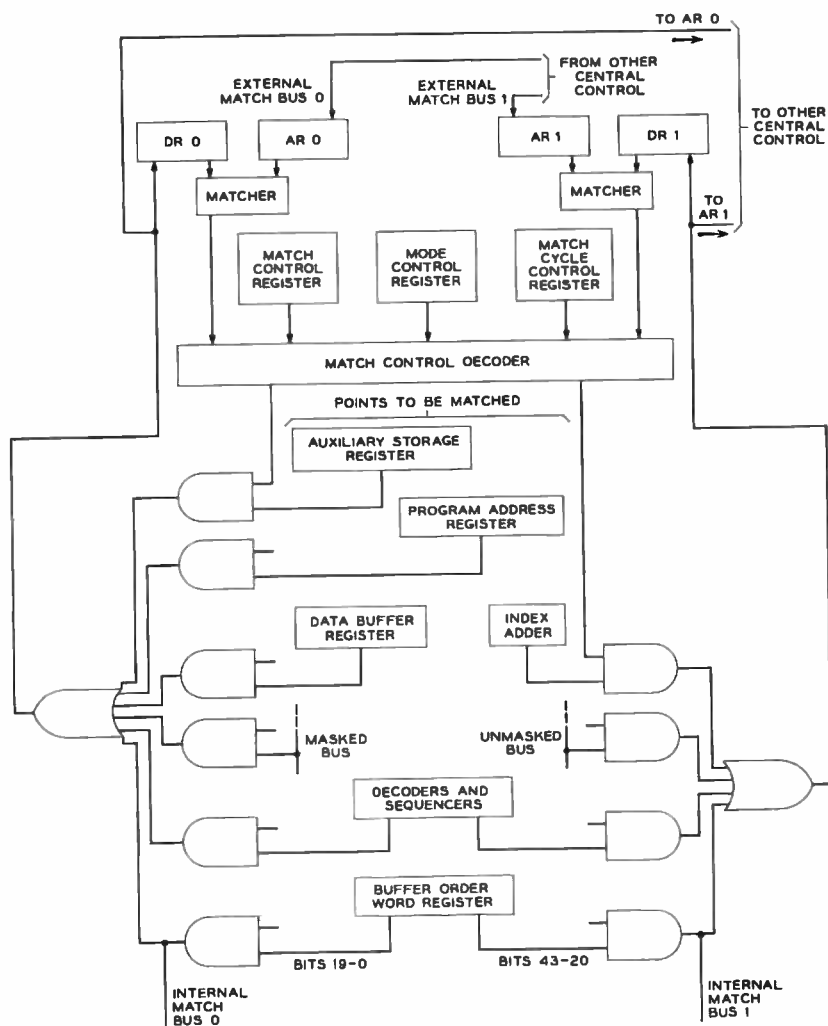 TO AR 0
EXTERNAL
MATCH BUS 0
EXTERNAL
MATCH BUS 1
FROM OTHER
CENTRAL
CONTROL
DR 0
AR 0
AR 1
DR 1
TO OTHER
CENTRAL
CONTROL
MATCHER
MATCHER
TO
AR 1
MATCH
CONTROL
REGISTER
MODE
CONTROL
REGISTER
MATCH
CYCLE
CONTROL
REGISTER
MATCH CONTROL DECODER
POINTS TO BE MATCHED
AUXILIARY STORAGE
REGISTER
PROGRAM ADDRESS
REGISTER
DATA BUFFER
REGISTER
INDEX
ADDER
MASKED
BUS
UNMASKED
BUS
DECODERS AND
SEQUENCERS
BUFFER ORDER
WORD REGISTER
BITS 19-0
BITS 43-20
INTERNAL
MATCH
BUS 0
INTERNAL
MATCH
BUS 1